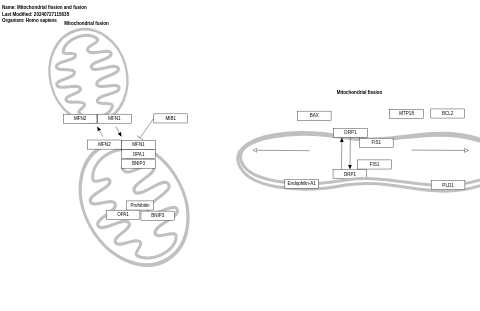 Name: Mitochondrial fission and fusion
Last Modified: 20240727115835
Organism: Homo sapiens
Mitochondrial fusion
MFN2
MFN1
MIB1
MFN2
MFN1
OPA1
BNIP3
Prohibitin
OPA1
BNIP3
Mitochondrial fission
BAX
MTP18
BCL2
DRP1
FIS1
FIS1
DRP1
Endophilin-A1
PLD1